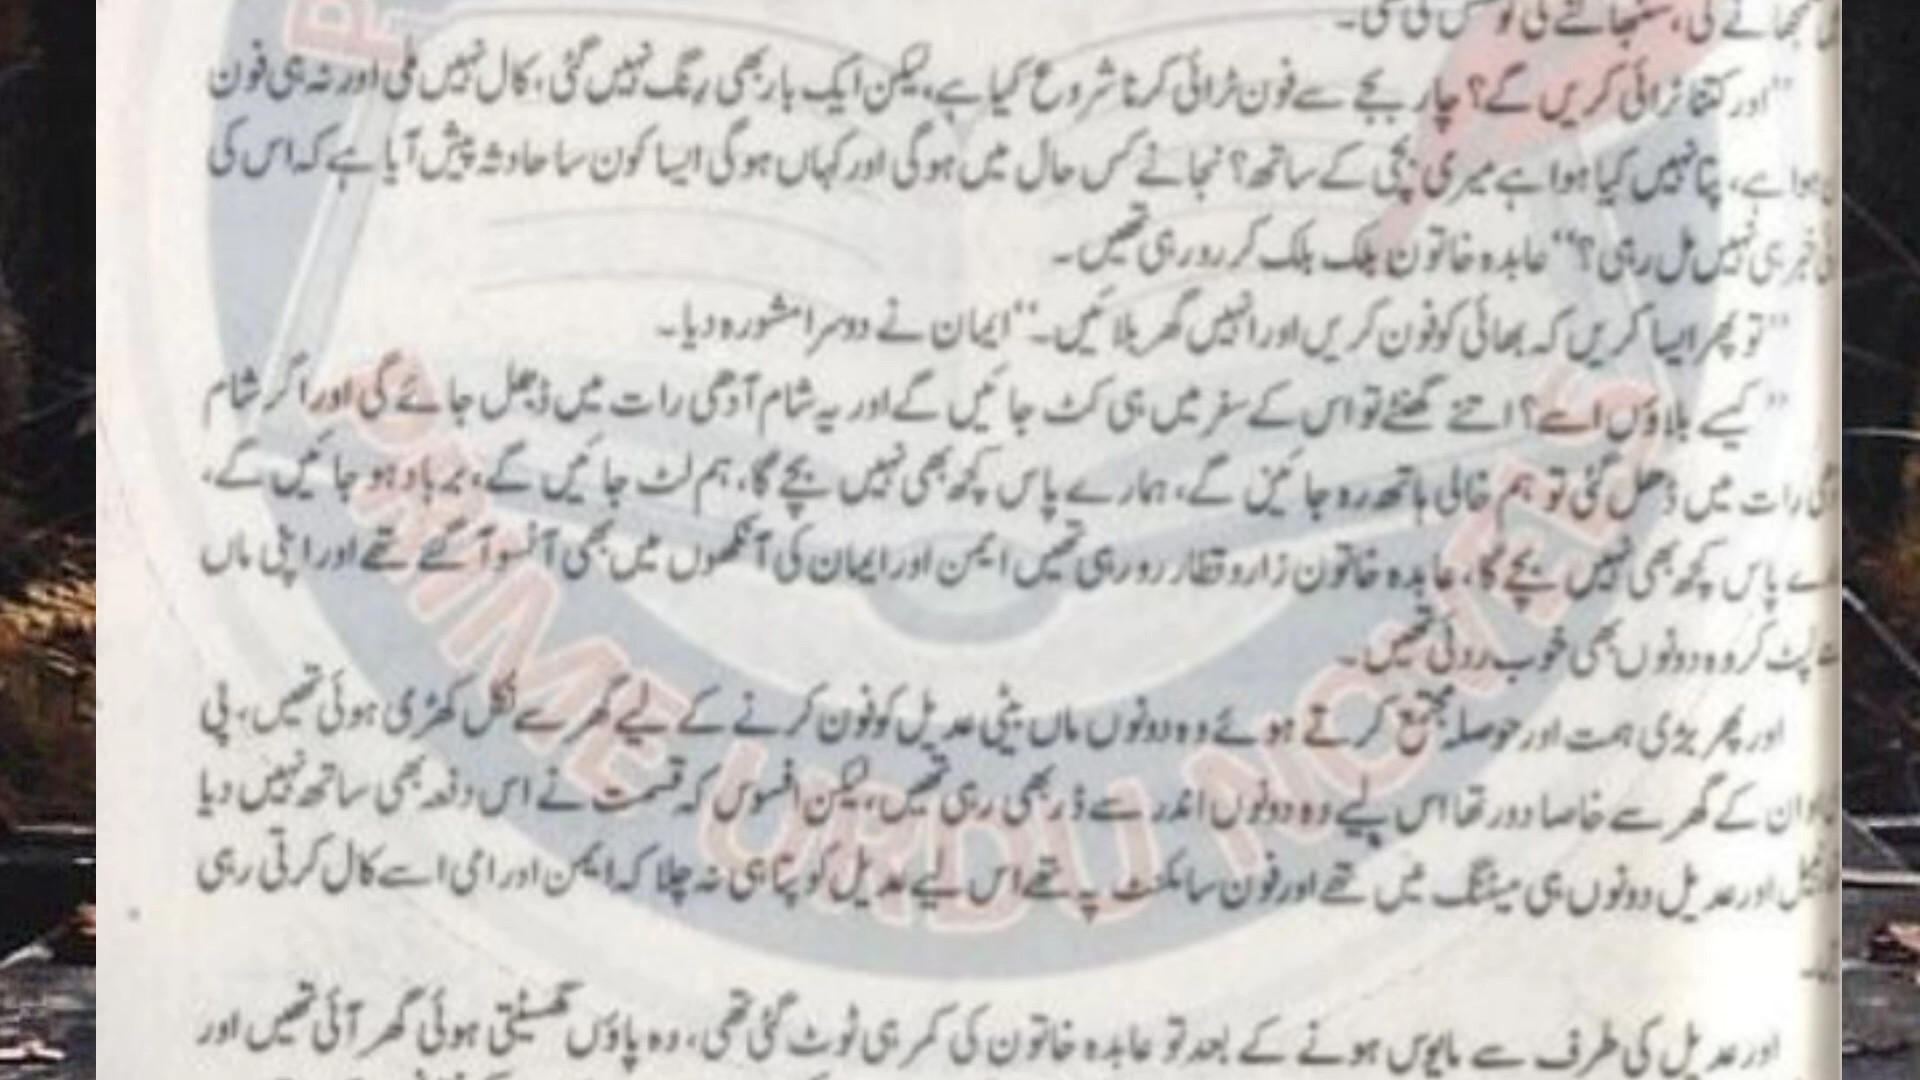 سمجھانے کی، سنبھالنے کی کوشش کی تھی۔
”اور کتنا ٹرائی کریں گے؟ چار بجے سے فون ٹرائی کرنا شروع کیا ہے، لیکن ایک بار بھی رنگ نہیں گئی، کال نہیں ملی اور نہ ہی فون
ہوا ہے، پتا نہیں کیا ہوا ہے میری بچی کے ساتھ؟ نجانے کس حال میں ہوگی اور کہاں ہوگی ایسا کون سا حادثہ پیش آیا ہے کہ اس کی
خبر ہی نہیں مل رہی؟“ عابدہ خاتون بلک بلک کر رو رہی تھیں۔
”تو پھر ایسا کریں کہ بھائی کو فون کریں اور انہیں گھر بلائیں۔“ ایمان نے دوسرا مشورہ دیا۔
”کیسے بلاؤں اسے؟ اتنے گھنٹے تو اس کے سفر میں ہی کٹ جائیں گے اور یہ شام آدھی رات میں ڈھل جائے گی اور اگر شام
رات میں ڈھل گئی تو ہم خالی ہاتھ رہ جائیں گے، ہمارے پاس کچھ بھی نہیں بچے گا، ہم لٹ جائیں گے، برباد ہو جائیں گے،
پاس کچھ بھی نہیں بچے گا، عابدہ خاتون زار و قطار رو رہی تھیں ایمن اور ایمان کی آنکھوں میں بھی آنسو آ گئے تھے اور اپنی ماں
لپٹ کر وہ دونوں بھی خوب روئی تھیں۔
اور پھر بڑی ہمت اور حوصلہ مجتمع کرتے ہوئے وہ دونوں ماں بیٹی عدیل کو فون کرنے کے لیے گھر سے نکل کھڑی ہوئی تھیں، پی
ان کے گھر سے خاصا دور تھا اس لیے وہ دونوں اندر سے ڈر بھی رہی تھیں، لیکن افسوس کہ قسمت نے اس دفعہ بھی ساتھ نہیں دیا
اور عدیل دونوں ہی میٹنگ میں تھے اور فون سائلنٹ پہ تھے اس لیے عدیل کو پتا ہی نہ چلا کہ ایمن اور امی اسے کال کرتی رہی
اور عدیل کی طرف سے مایوس ہونے کے بعد تو عابدہ خاتون کی کمر ہی ٹوٹ گئی تھی، وہ پاؤں گھسیٹتی ہوئی گھر آئی تھیں اور
PRIME URDU NOVELS